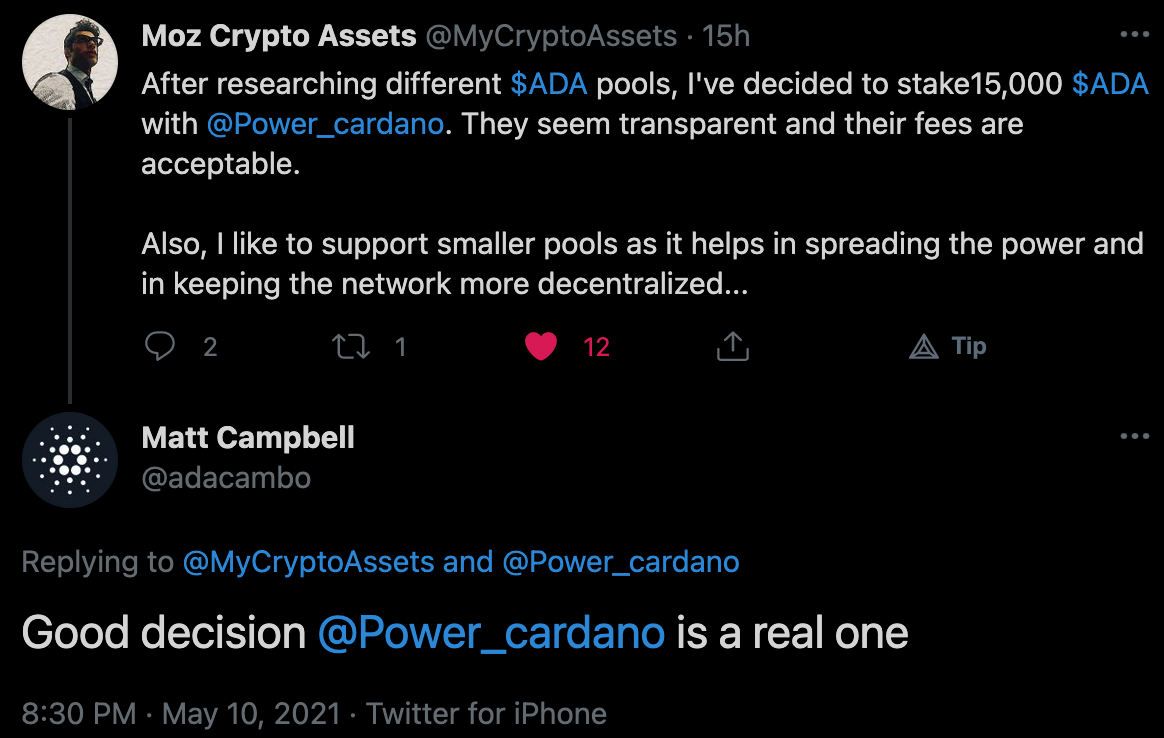 Moz Crypto Assets @MyCryptoAssets · 15h
After researching different $ADA pools, I've decided to stake15,000 $ADA
with @Power_cardano. They seem transparent and their fees are
acceptable.
Also, I like to support smaller pools as it helps in spreading the power and
in keeping the network more decentralized...
2 1 12 Tip
Matt Campbell
@adacambo
Replying to @MyCryptoAssets and @Power_cardano
Good decision @Power_cardano is a real one
8:30 PM · May 10, 2021 · Twitter for iPhone